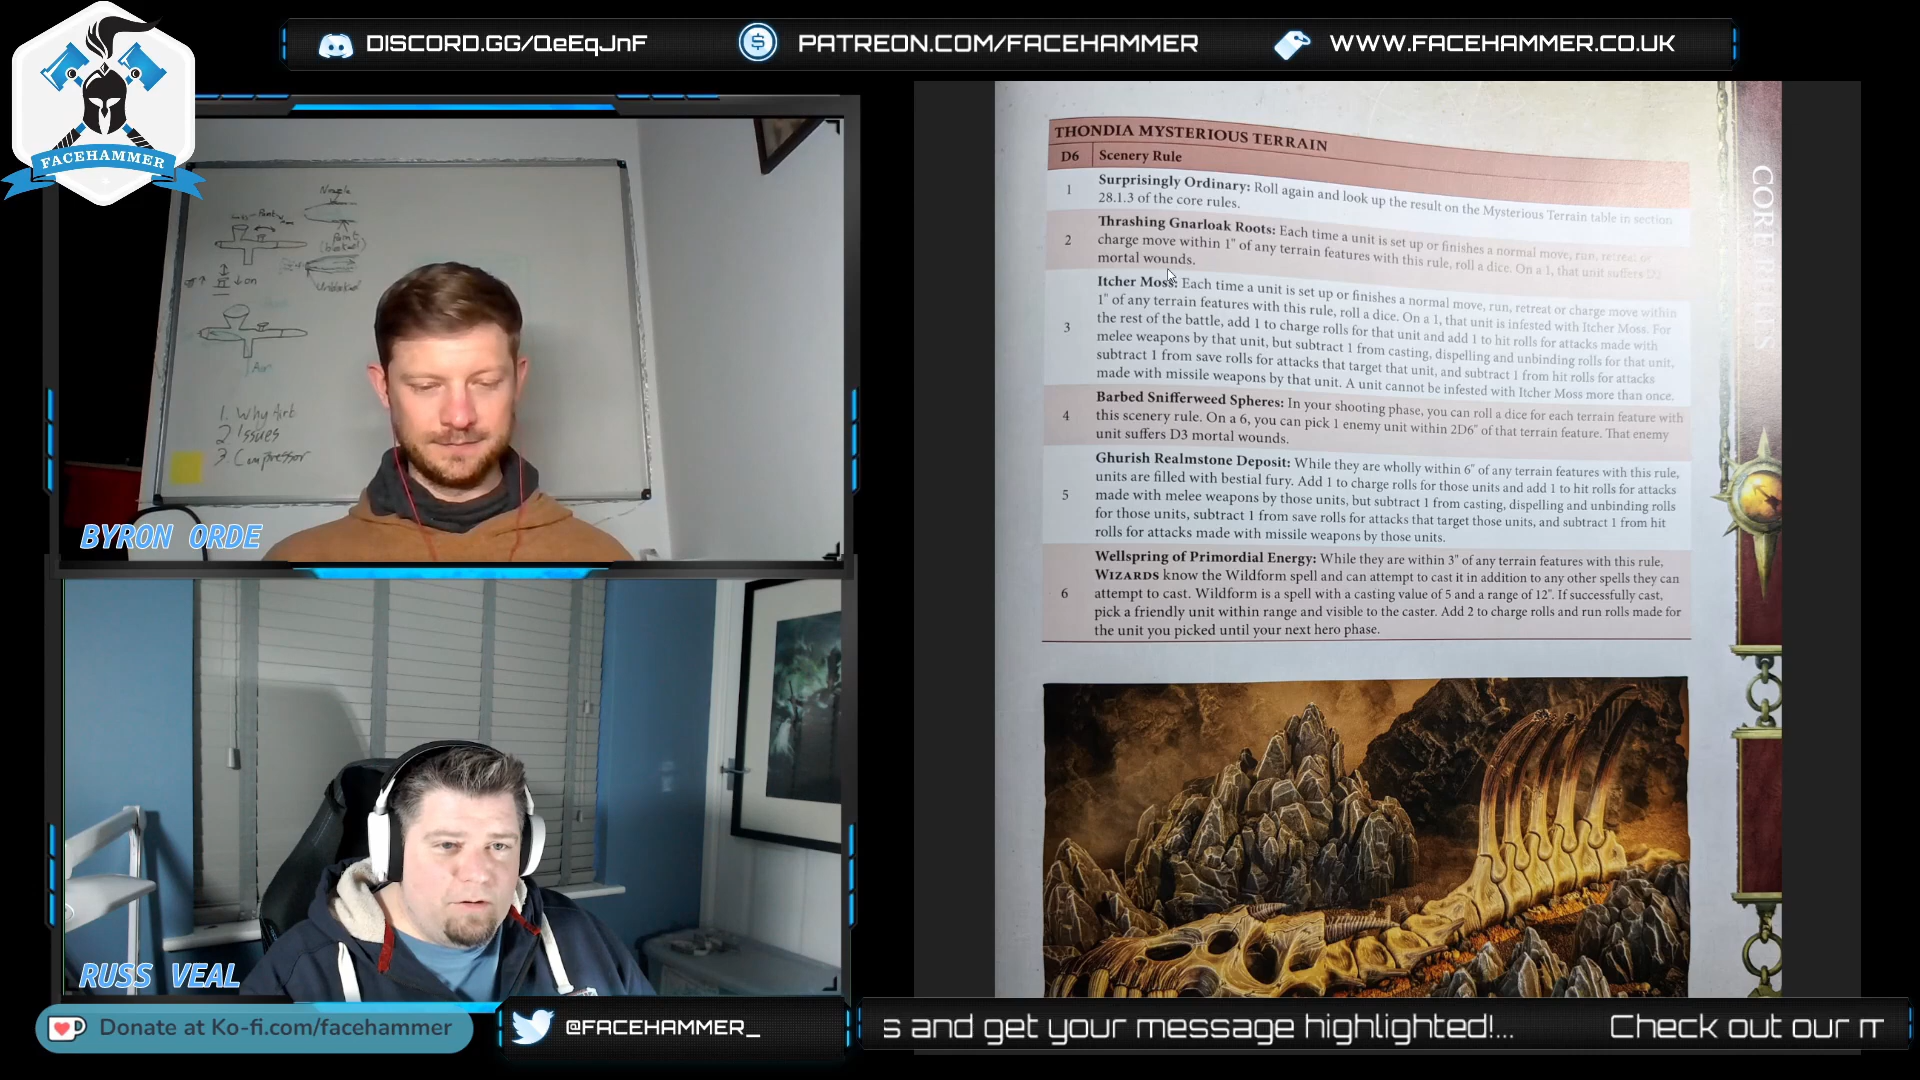 DISCORD.GG/QeEqJnF
PATREON.COM/FACEHAMMER
WWW.FACEHAMMER.CO.UK
FACEHAMMER
Needle
Paint
(blocked)
Unblocked
↓on
Air
1. Why Airb
2 Issues
3. Compressor
BYRON ORDE
RUSS VEAL
THONDIA MYSTERIOUS TERRAIN
D6 Scenery Rule
1 Surprisingly Ordinary: Roll again and look up the result on the Mysterious Terrain table in section
28.1.3 of the core rules.
2 Thrashing Gnarloak Roots: Each time a unit is set up or finishes a normal move, run, retreat or
charge move within 1" of any terrain features with this rule, roll a dice. On a 1, that unit suffers D3
mortal wounds.
3 Itcher Moss: Each time a unit is set up or finishes a normal move, run, retreat or charge move within
1" of any terrain features with this rule, roll a dice. On a 1, that unit is infested with Itcher Moss. For
the rest of the battle, add 1 to charge rolls for that unit and add 1 to hit rolls for attacks made with
melee weapons by that unit, but subtract 1 from casting, dispelling and unbinding rolls for that unit,
subtract 1 from save rolls for attacks that target that unit, and subtract 1 from hit rolls for attacks
made with missile weapons by that unit. A unit cannot be infested with Itcher Moss more than once.
4 Barbed Snifferweed Spheres: In your shooting phase, you can roll a dice for each terrain feature with
this scenery rule. On a 6, you can pick 1 enemy unit within 2D6" of that terrain feature. That enemy
unit suffers D3 mortal wounds.
5 Ghurish Realmstone Deposit: While they are wholly within 6" of any terrain features with this rule,
units are filled with bestial fury. Add 1 to charge rolls for those units and add 1 to hit rolls for attacks
made with melee weapons by those units, but subtract 1 from casting, dispelling and unbinding rolls
for those units, subtract 1 from save rolls for attacks that target those units, and subtract 1 from hit
rolls for attacks made with missile weapons by those units.
6 Wellspring of Primordial Energy: While they are within 3" of any terrain features with this rule,
WIZARDS know the Wildform spell and can attempt to cast it in addition to any other spells they can
attempt to cast. Wildform is a spell with a casting value of 5 and a range of 12". If successfully cast,
pick a friendly unit within range and visible to the caster. Add 2 to charge rolls and run rolls made for
the unit you picked until your next hero phase.
CORE RULES
Donate at Ko-fi.com/facehammer
@FACEHAMMER_
s and get your message highlighted!...
Check out our m